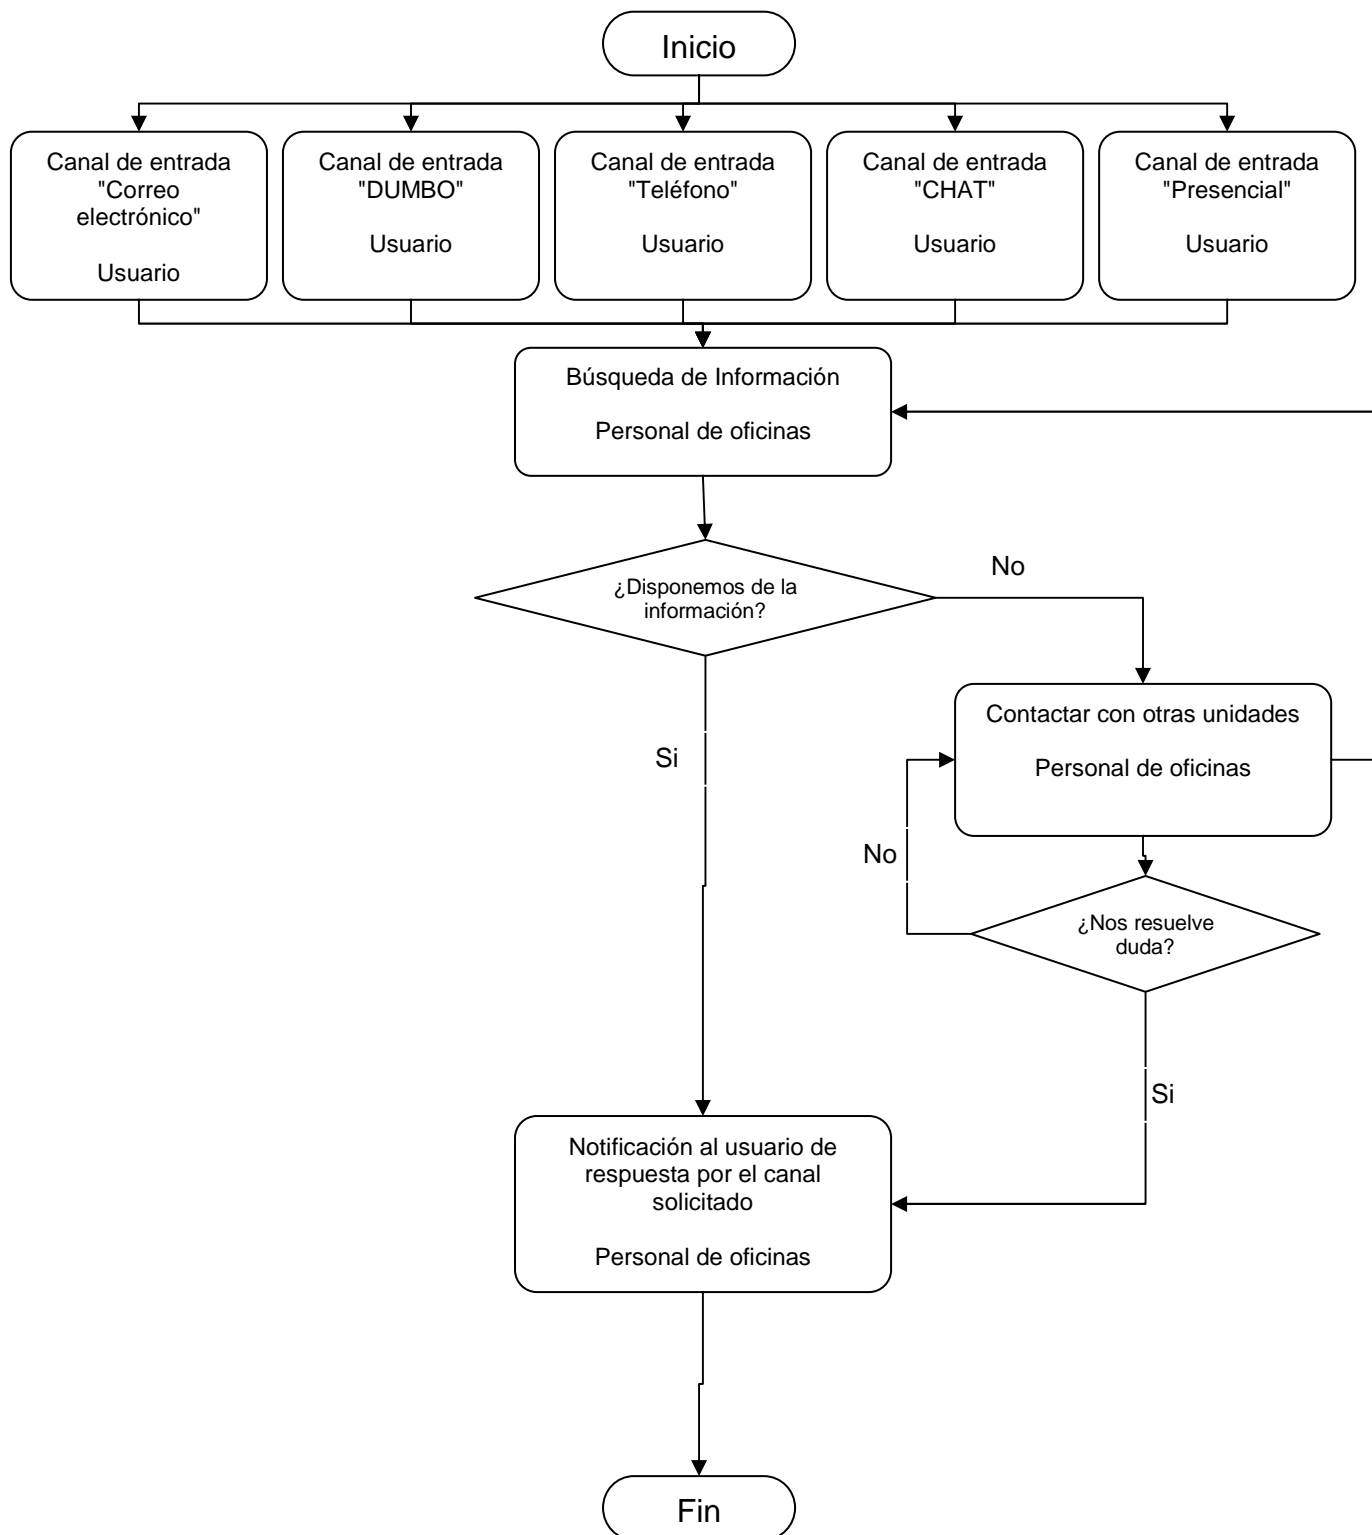 Inicio
Canal de entrada
"Correo
electrónico"
Usuario
Canal de entrada
"DUMBO"
Usuario
Canal de entrada
"Teléfono"
Usuario
Canal de entrada
"CHAT"
Usuario
Canal de entrada
"Presencial"
Usuario
Búsqueda de Información
Personal de oficinas
¿Disponemos de la
información?
No
Si
Contactar con otras unidades
Personal de oficinas
No
¿Nos resuelve
duda?
Si
Notificación al usuario de
respuesta por el canal
solicitado
Personal de oficinas
Fin